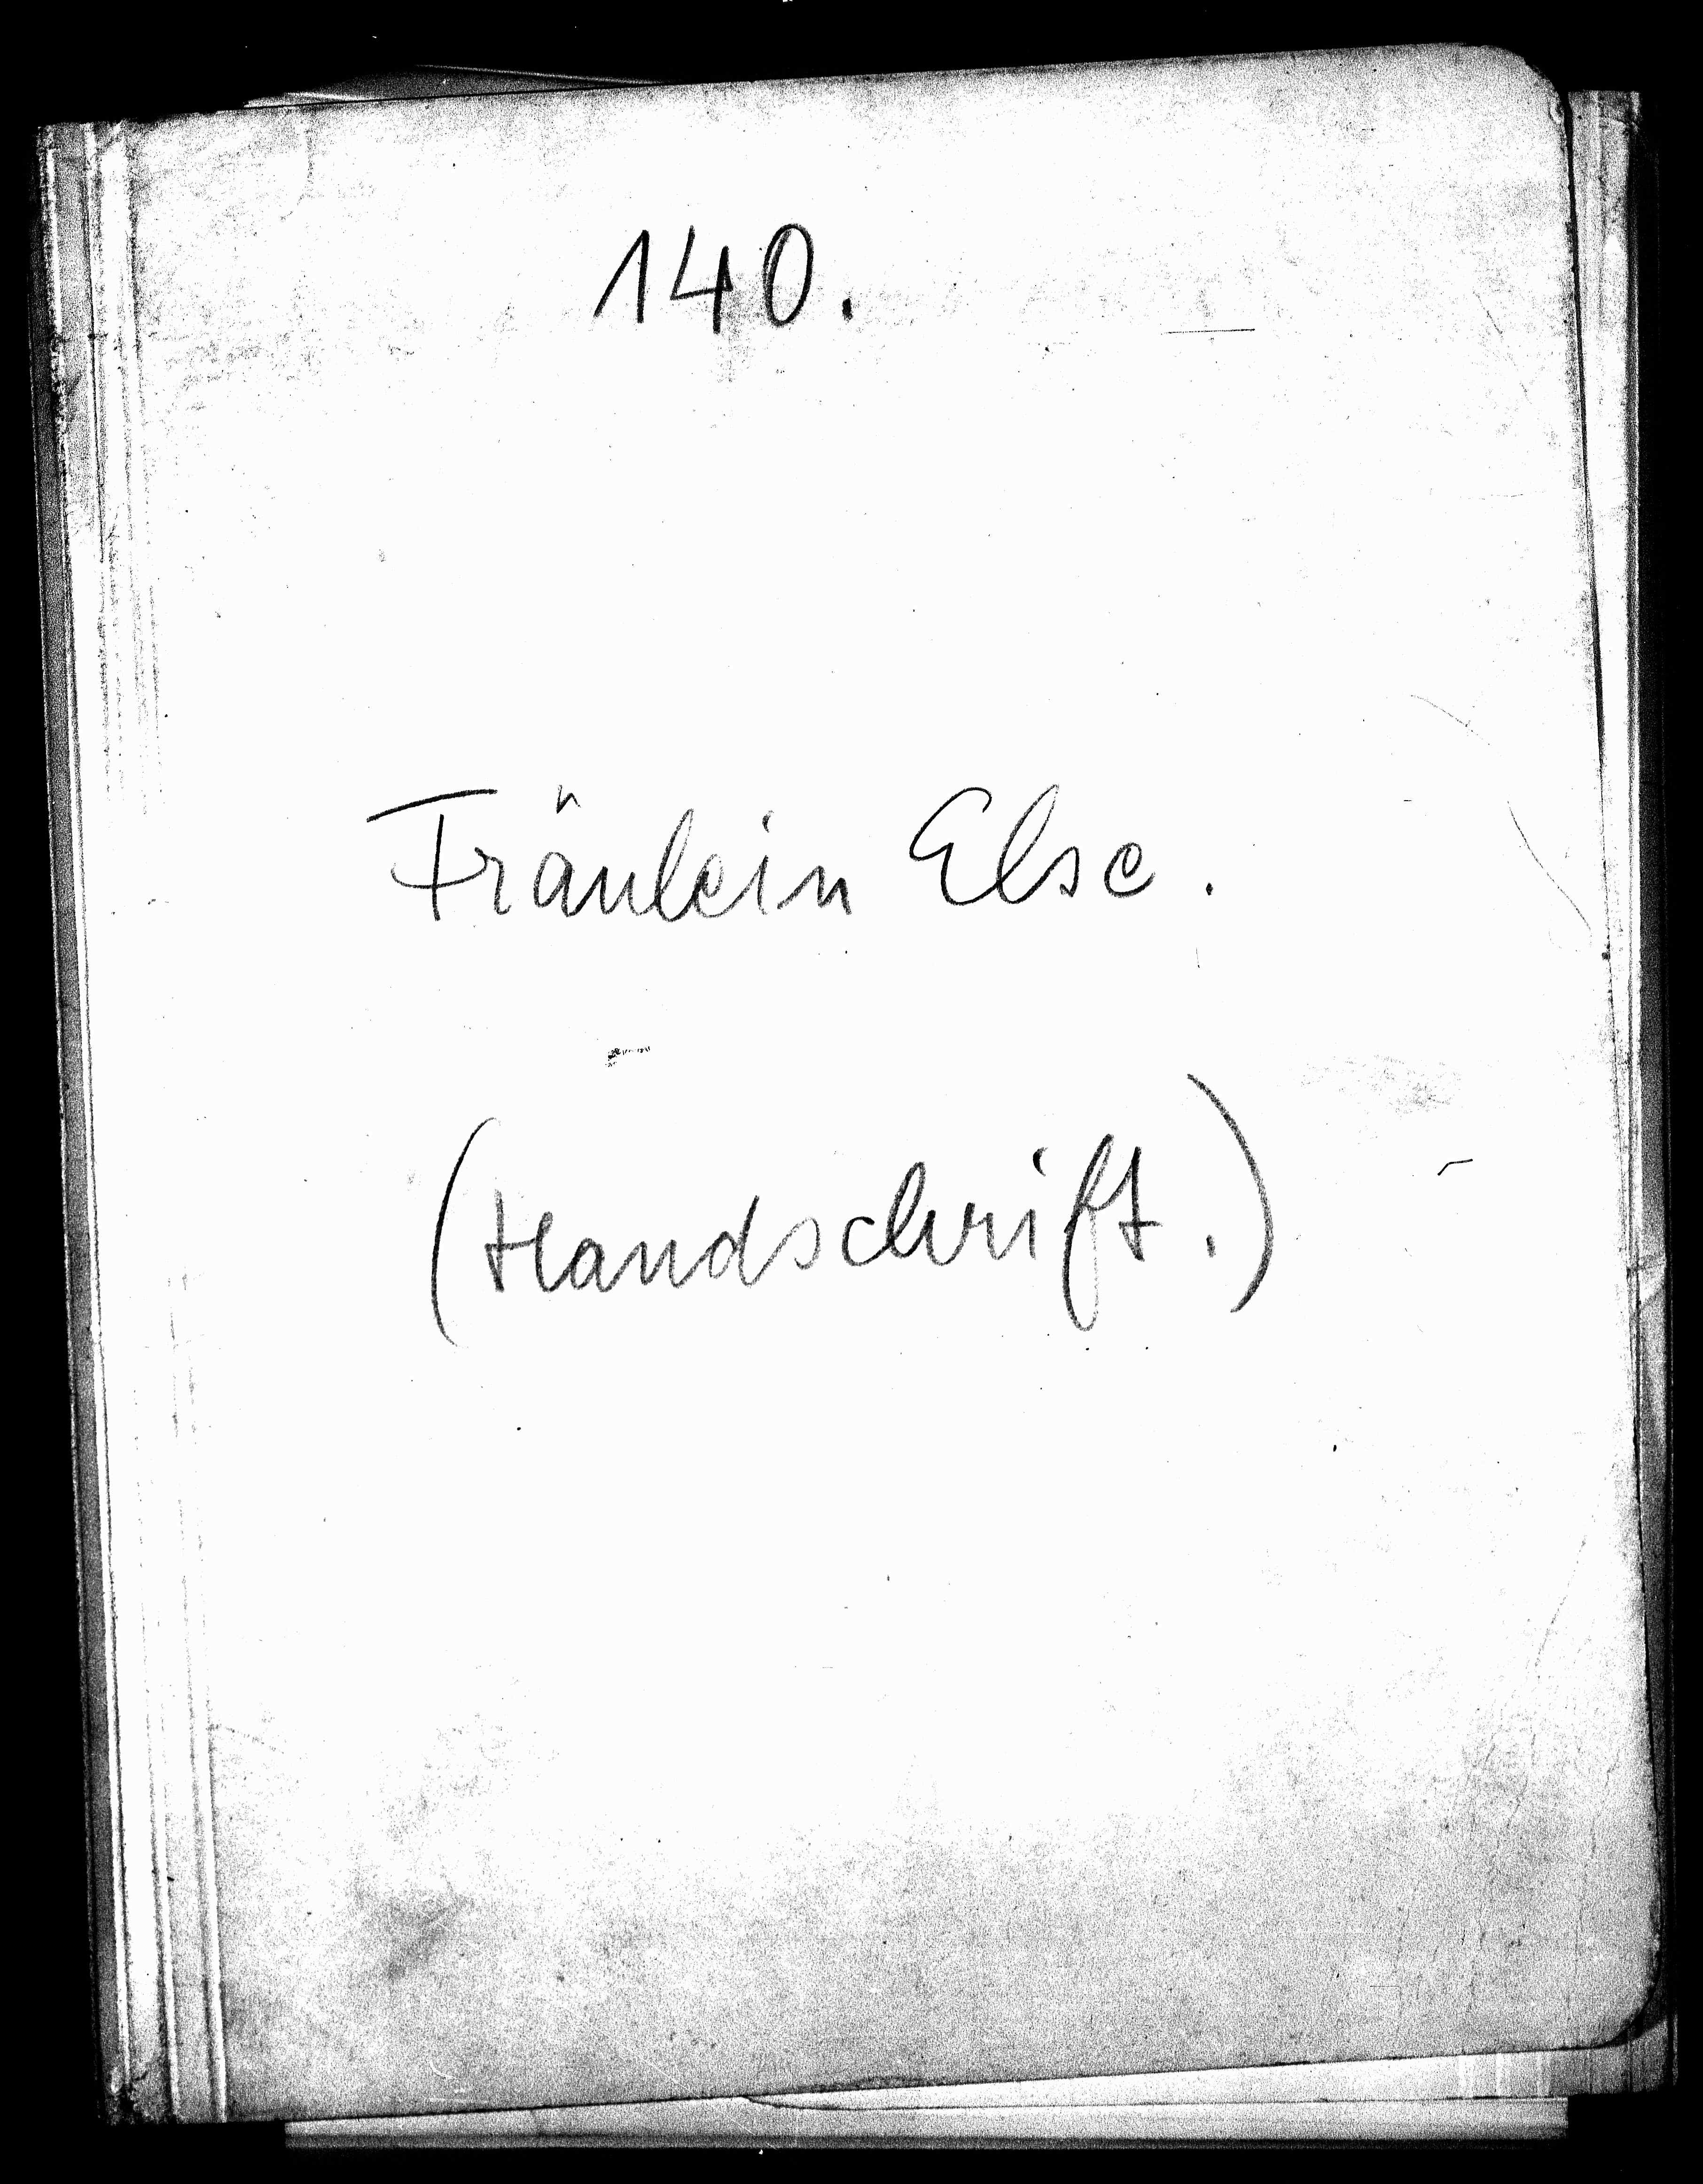 140.
Fräulein Else.
(Handschrift.)